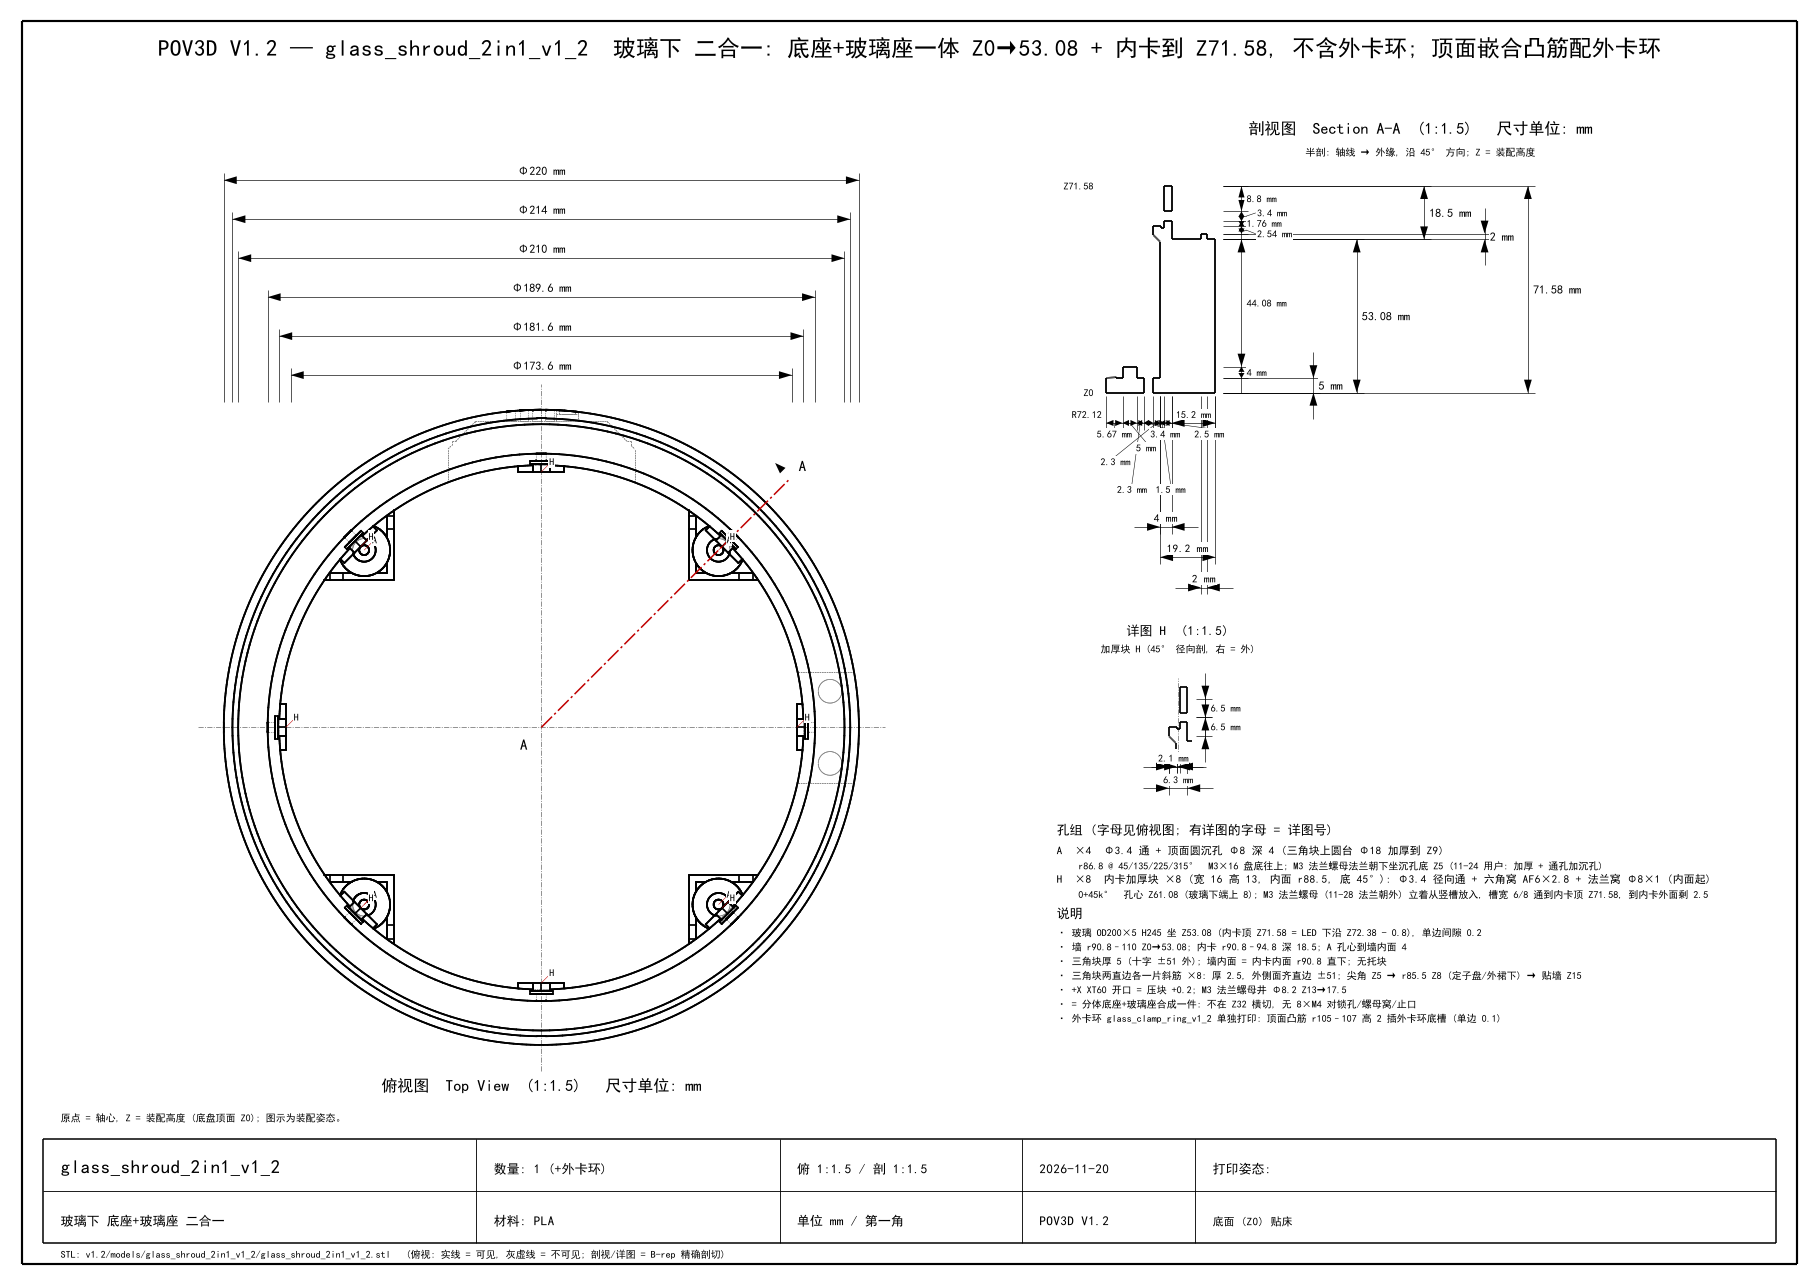 POV3D V1.2 — glass_shroud_2in1_v1_2 玻璃下 二合一: 底座+玻璃座一体 Z0→53.08 + 内卡到 Z71.58, 不含外卡环; 顶面嵌合凸筋配外卡环
剖视图 Section A-A (1:1.5) 尺寸单位: mm
半剖: 轴线 → 外缘, 沿 45° 方向; Z = 装配高度
Φ220 mm
Φ214 mm
Φ210 mm
Φ189.6 mm
Φ181.6 mm
Φ173.6 mm
Z71.58
8.8 mm
3.4 mm
1.76 mm
2.54 mm
18.5 mm
2 mm
71.58 mm
44.08 mm
53.08 mm
4 mm
5 mm
Z0
R72.12
15.2 mm
5.67 mm
3.4 mm
2.5 mm
5 mm
2.3 mm
2.3 mm
1.5 mm
4 mm
19.2 mm
2 mm
H
A
H
H
H
H
A
H
H
H
H
俯视图 Top View (1:1.5) 尺寸单位: mm
详图 H (1:1.5)
加厚块 H (45° 径向剖, 右 = 外)
6.5 mm
6.5 mm
2.1 mm
6.3 mm
孔组 (字母见俯视图; 有详图的字母 = 详图号)
A ×4 Φ3.4 通 + 顶面圆沉孔 Φ8 深 4 (三角块上圆台 Φ18 加厚到 Z9)
r86.8 @ 45/135/225/315° M3×16 盘底往上; M3 法兰螺母法兰朝下坐沉孔底 Z5 (11-24 用户: 加厚 + 通孔加沉孔)
H ×8 内卡加厚块 ×8 (宽 16 高 13, 内面 r88.5, 底 45°): Φ3.4 径向通 + 六角窝 AF6×2.8 + 法兰窝 Φ8×1 (内面起)
0+45k° 孔心 Z61.08 (玻璃下端上 8); M3 法兰螺母 (11-28 法兰朝外) 立着从竖槽放入, 槽宽 6/8 通到内卡顶 Z71.58, 到内卡外面剩 2.5
说明
· 玻璃 OD200×5 H245 坐 Z53.08 (内卡顶 Z71.58 = LED 下沿 Z72.38 − 0.8), 单边间隙 0.2
· 墙 r90.8–110 Z0→53.08; 内卡 r90.8–94.8 深 18.5; A 孔心到墙内面 4
· 三角块厚 5 (十字 ±51 外); 墙内面 = 内卡内面 r90.8 直下; 无托块
· 三角块两直边各一片斜筋 ×8: 厚 2.5, 外侧面齐直边 ±51; 尖角 Z5 → r85.5 Z8 (定子盘/外裙下) → 贴墙 Z15
· +X XT60 开口 = 压块 +0.2; M3 法兰螺母井 Φ8.2 Z13→17.5
· = 分体底座+玻璃座合成一件: 不在 Z32 横切, 无 8×M4 对锁孔/螺母窝/止口
· 外卡环 glass_clamp_ring_v1_2 单独打印: 顶面凸筋 r105–107 高 2 插外卡环底槽 (单边 0.1)
原点 = 轴心, Z = 装配高度 (底盘顶面 Z0); 图示为装配姿态。
glass_shroud_2in1_v1_2
数量: 1 (+外卡环)
俯 1:1.5 / 剖 1:1.5
2026-11-20
打印姿态:
玻璃下 底座+玻璃座 二合一
材料: PLA
单位 mm / 第一角
POV3D V1.2
底面 (Z0) 贴床
STL: v1.2/models/glass_shroud_2in1_v1_2/glass_shroud_2in1_v1_2.stl (俯视: 实线 = 可见, 灰虚线 = 不可见; 剖视/详图 = B-rep 精确剖切)